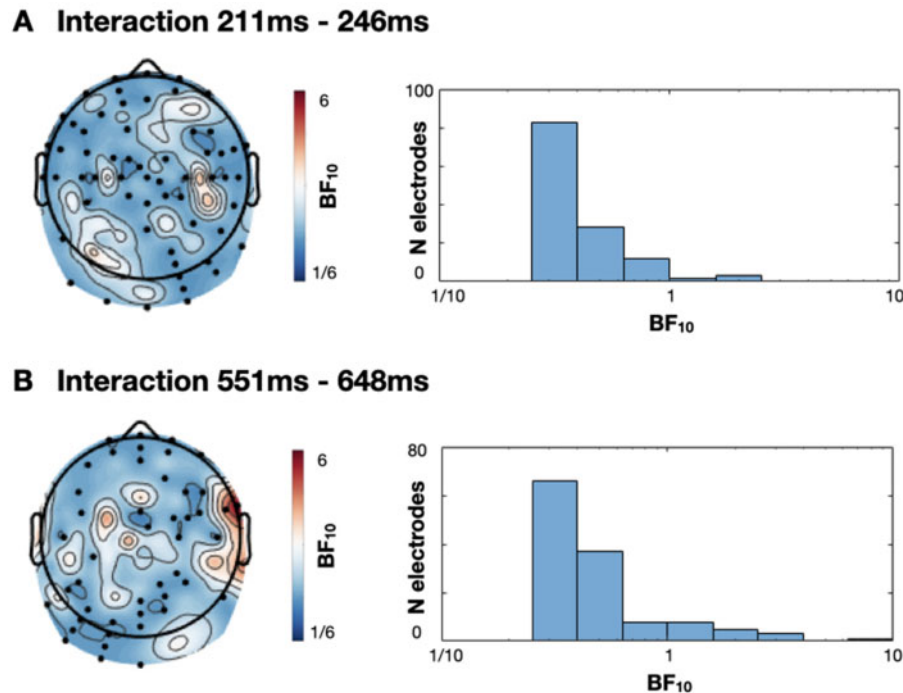 A Interaction 211ms - 246ms
6
BF10
1/6
100
N electrodes
0
1/10
1
10
BF10
B Interaction 551ms - 648ms
6
BF10
1/6
80
N electrodes
0
1/10
1
10
BF10